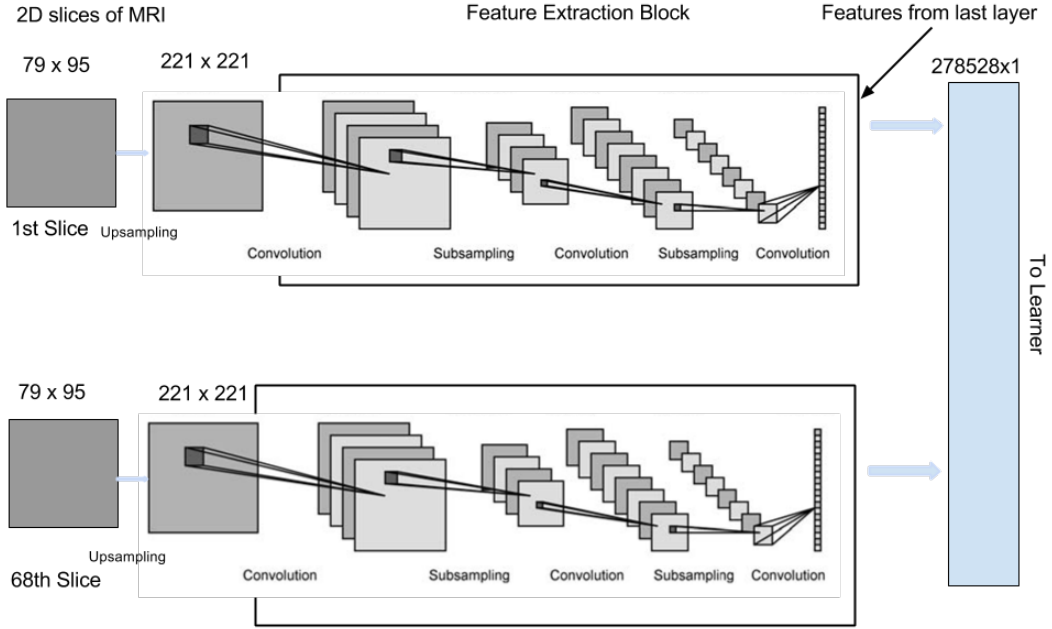 2D slices of MRI
Feature Extraction Block
Features from last layer
79 x 95
221 x 221
278528x1
1st Slice
Upsampling
Convolution
Subsampling
Convolution
Subsampling
Convolution
To Learner
79 x 95
221 x 221
68th Slice
Upsampling
Convolution
Subsampling
Convolution
Subsampling
Convolution